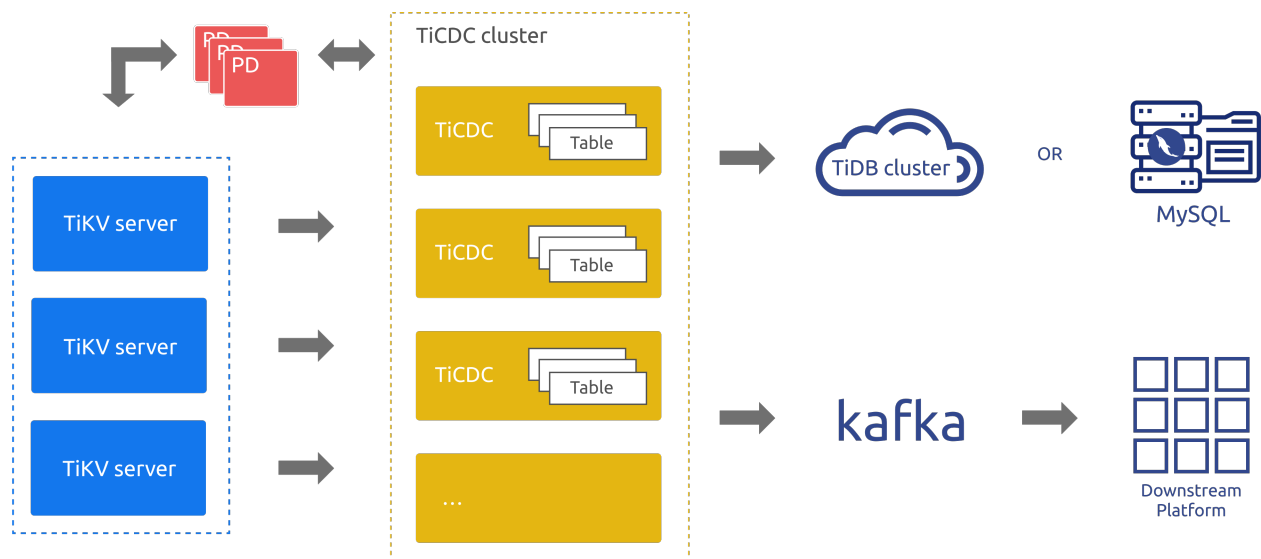 PD
PD
PD
TiCDC cluster
TiCDC
Table
TiDB cluster
OR
MySQL
TiKV server
TiCDC
Table
TiKV server
TiCDC
Table
kafka
Downstream
Platform
TiKV server
...